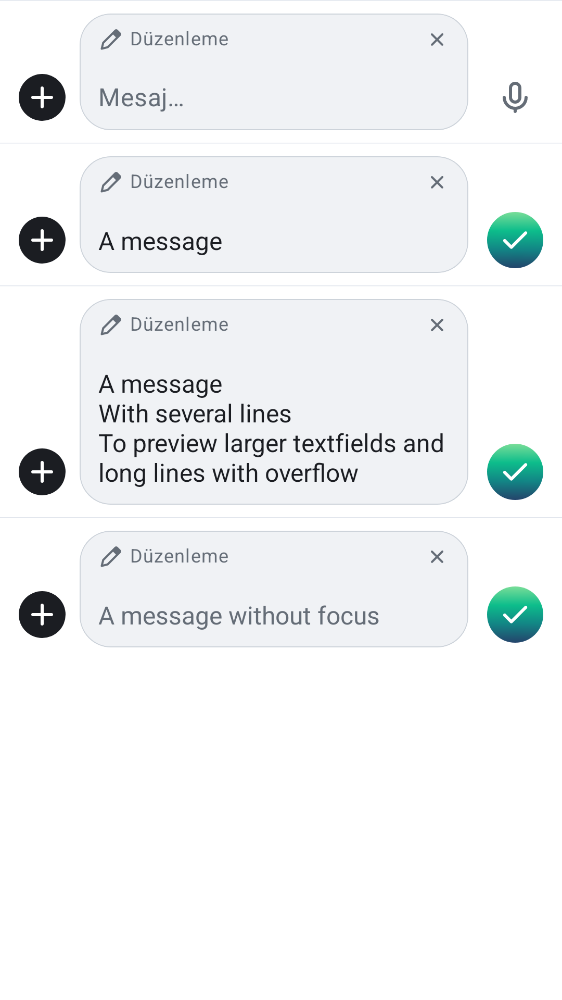 Düzenleme
Mesaj…
Düzenleme
A message
Düzenleme
A message
With several lines
To preview larger textfields and
long lines with overflow
Düzenleme
A message without focus